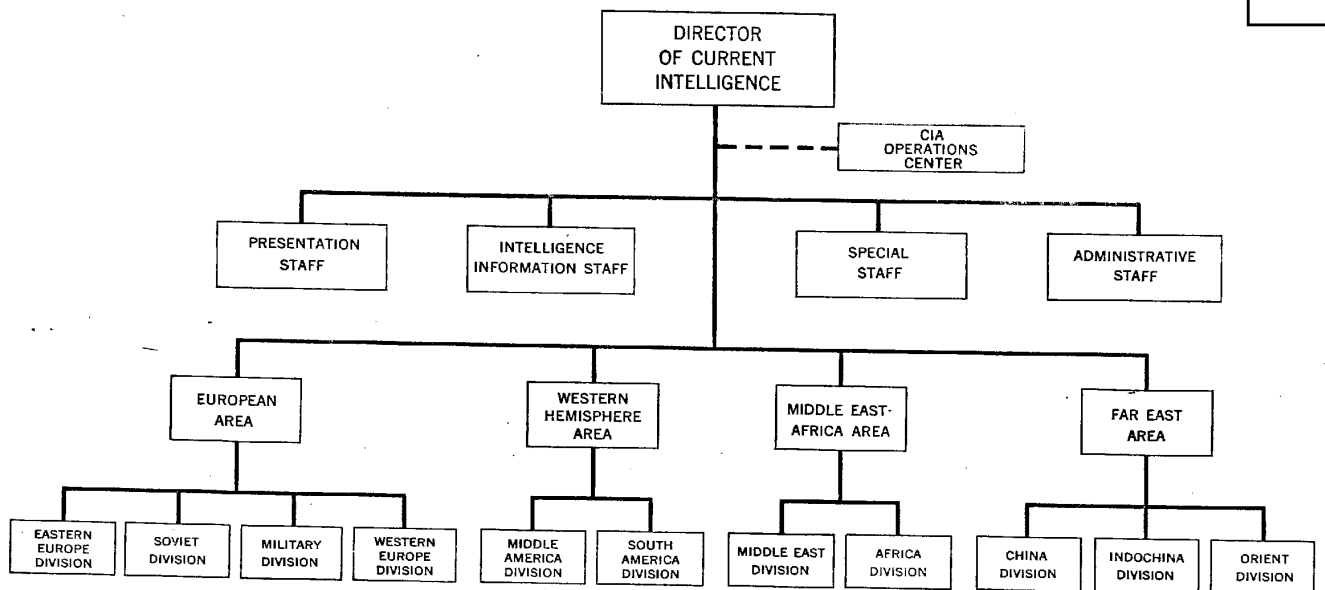 DIRECTOR
OF CURRENT
INTELLIGENCE
CIA
OPERATIONS
CENTER
PRESENTATION
STAFF
INTELLIGENCE
INFORMATION STAFF
SPECIAL
STAFF
ADMINISTRATIVE
STAFF
EUROPEAN
AREA
WESTERN
HEMISPHERE
AREA
MIDDLE EAST-
AFRICA AREA
FAR EAST
AREA
EASTERN
EUROPE
DIVISION
SOVIET
DIVISION
MILITARY
DIVISION
WESTERN
EUROPE
DIVISION
MIDDLE
AMERICA
DIVISION
SOUTH
AMERICA
DIVISION
MIDDLE EAST
DIVISION
AFRICA
DIVISION
CHINA
DIVISION
INDOCHINA
DIVISION
ORIENT
DIVISION